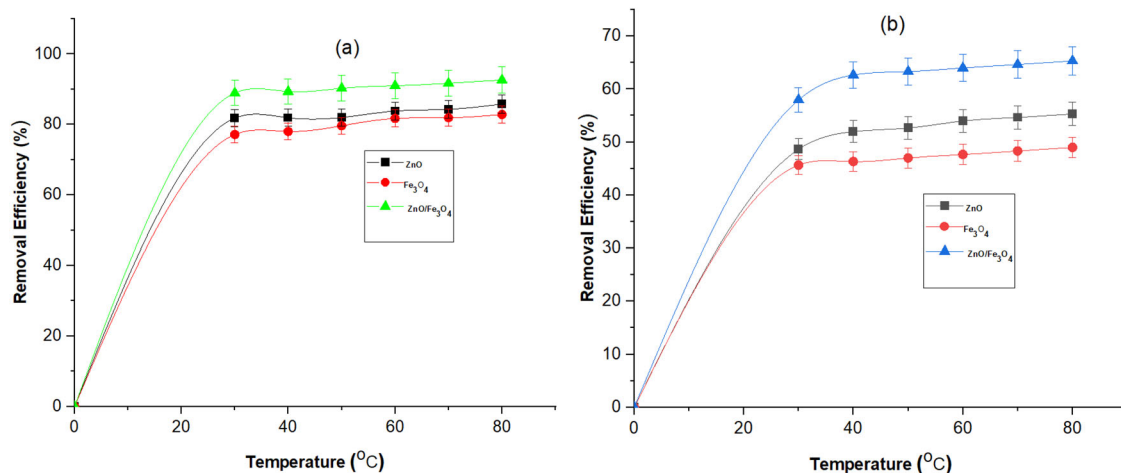 (a)
Removal Efficiency (%)
100
80
60
40
20
0
ZnO
Fe3O4
ZnO/Fe3O4
0 20 40 60 80
Temperature (OC)
(b)
Removal Efficiency (%)
70
60
50
40
30
20
10
0
ZnO
Fe3O4
ZnO/Fe3O4
0 20 40 60 80
Temperature (OC)